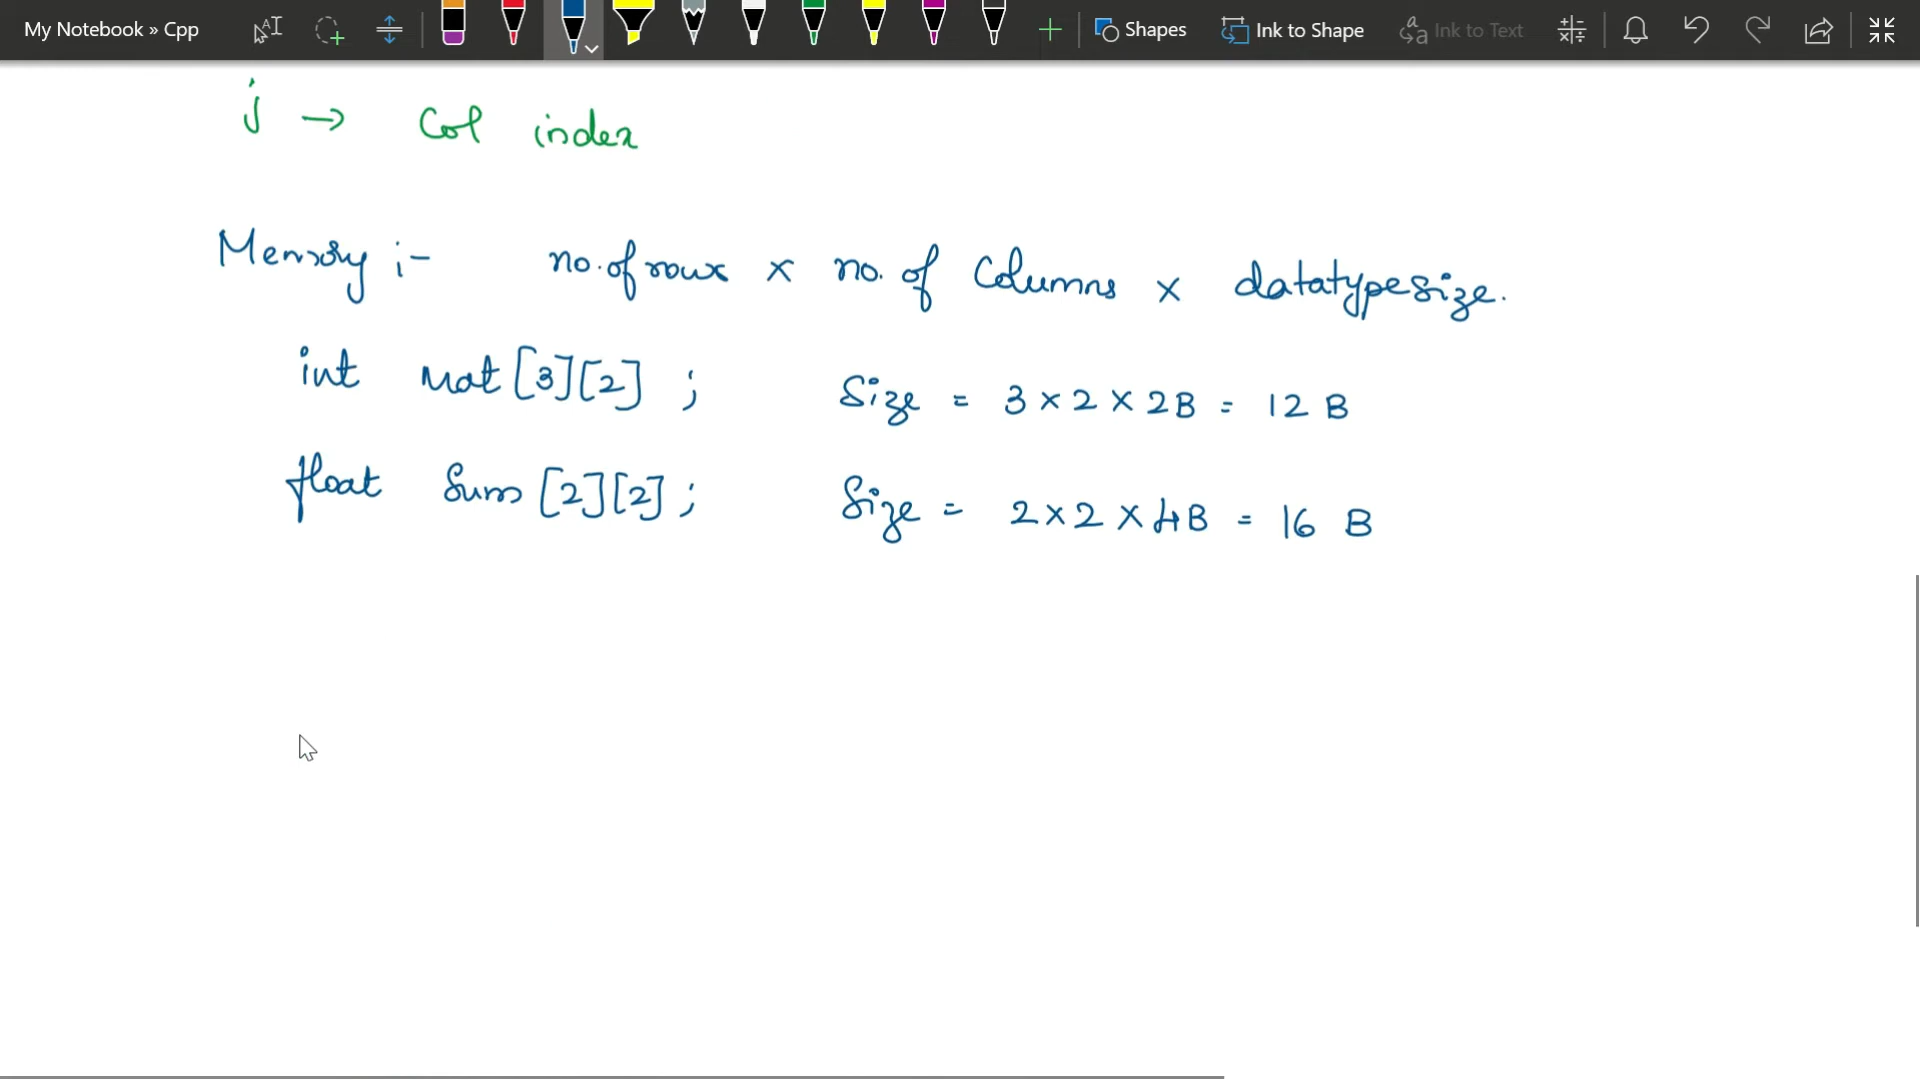 My Notebook » Cpp Shapes Ink to Shape Ink to Text
j → Col index
Memory :- no. of rows × no. of Columns × datatypesize.
int mat[3][2] ; Size = 3 × 2 × 2B = 12 B
float Sum [2][2] ; Size = 2 × 2 × 4B = 16 B